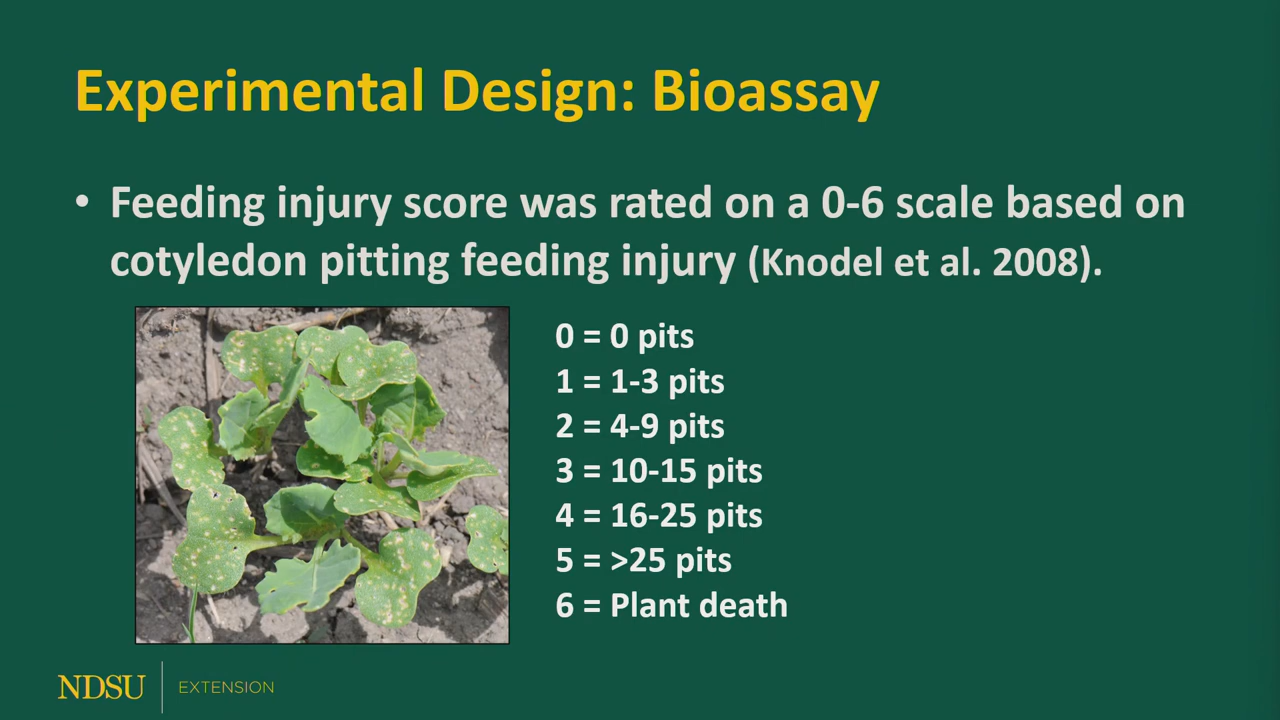 Experimental Design: Bioassay
• Feeding injury score was rated on a 0-6 scale based on
cotyledon pitting feeding injury (Knodel et al. 2008).
0 = 0 pits
1 = 1-3 pits
2 = 4-9 pits
3 = 10-15 pits
4 = 16-25 pits
5 = >25 pits
6 = Plant death
NDSU EXTENSION